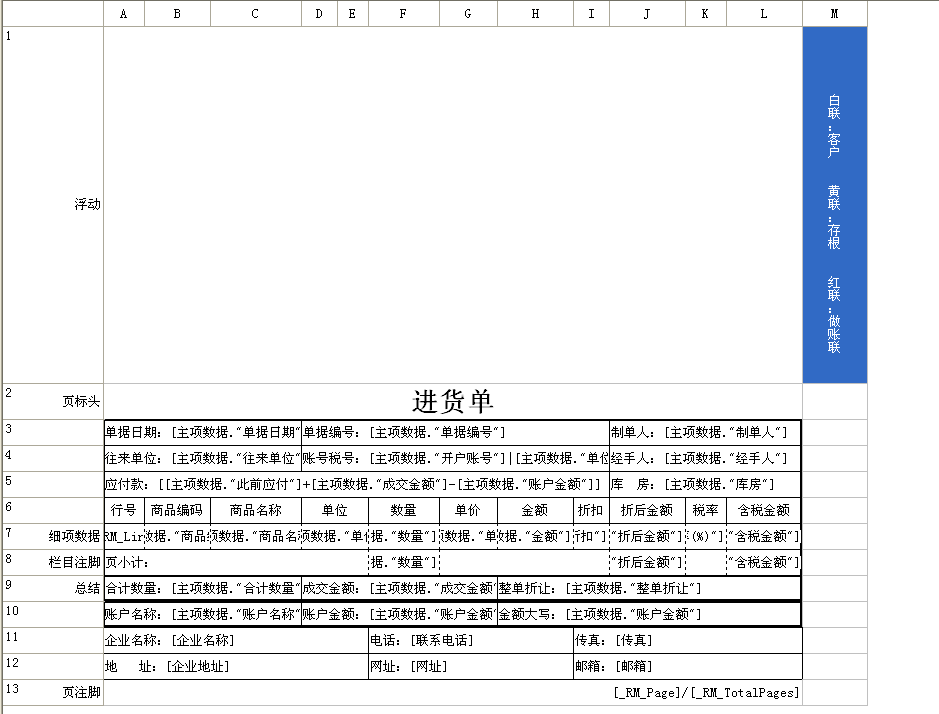 A B C D E F G H I J K L M
1
浮动
白联：客户 黄联：存根 红联：做账联
2 页标头 进货单
3 单据日期：[主项数据."单据日期" 单据编号：[主项数据."单据编号"] 制单人：[主项数据."制单人"]
4 往来单位：[主项数据."往来单位" 账号税号：[主项数据."开户账号"]|[主项数据."单位 经手人：[主项数据."经手人"]
5 应付款：[[主项数据."此前应付"]+[主项数据."成交金额"]-[主项数据."账户金额"]] 库 房：[主项数据."库房"]
6 行号 商品编码 商品名称 单位 数量 单价 金额 折扣 折后金额 税率 含税金额
7 细项数据 RM_Lin 数据."商品编 项数据."商品名称 项数据."单位 据."数量"] 项数据."单价 数据."金额"] 折扣"] "折后金额"] (%)"] "含税金额"]
8 栏目注脚 页小计： 据."数量"] "折后金额"] "含税金额"]
9 总结 合计数量：[主项数据."合计数量" 成交金额：[主项数据."成交金额" 整单折让：[主项数据."整单折让"]
10 账户名称：[主项数据."账户名称" 账户金额：[主项数据."账户金额" 金额大写：[主项数据."账户金额"]
11 企业名称：[企业名称] 电话：[联系电话] 传真：[传真]
12 地 址：[企业地址] 网址：[网址] 邮箱：[邮箱]
13 页注脚 [_RM_Page]/[_RM_TotalPages]